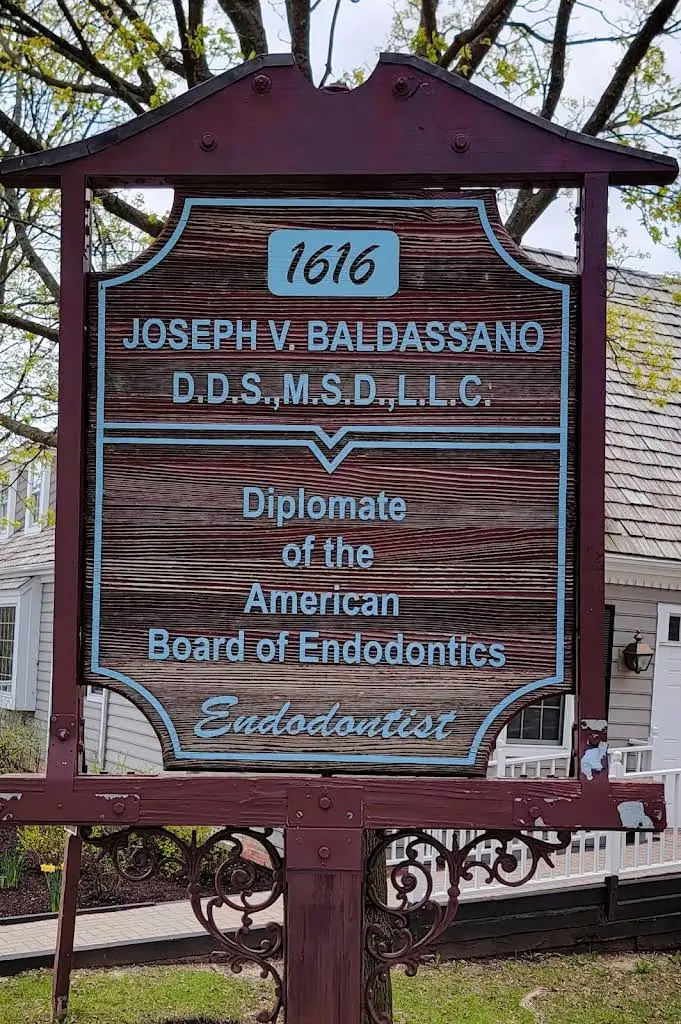 1616
JOSEPH V. BALDASSANO
D.D.S.,M.S.D.,L.L.C.
Diplomate
of the
American
Board of Endodontics
Endodontist